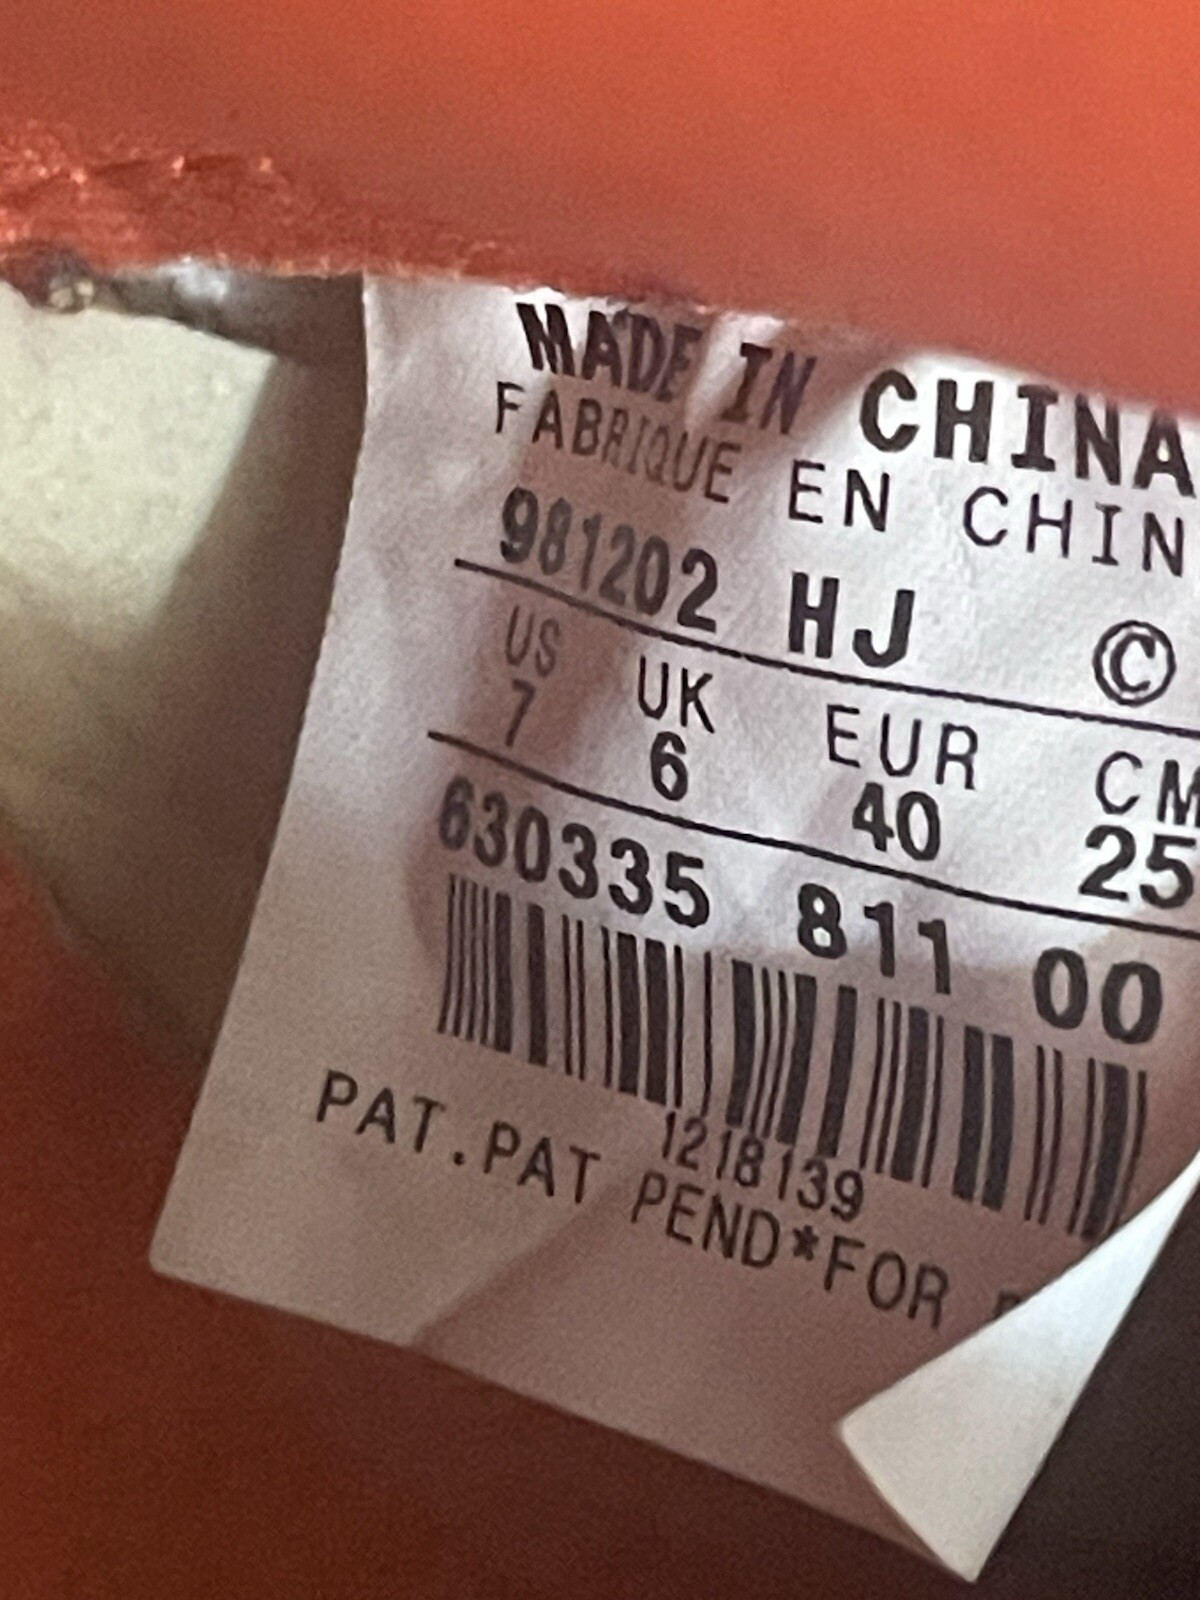 MADE IN CHINA
FABRIQUE EN CHIN
981202 HJ ©
US UK EUR CM
7 6 40 25
630335 811 00
1218139
PAT.PAT PEND*FOR